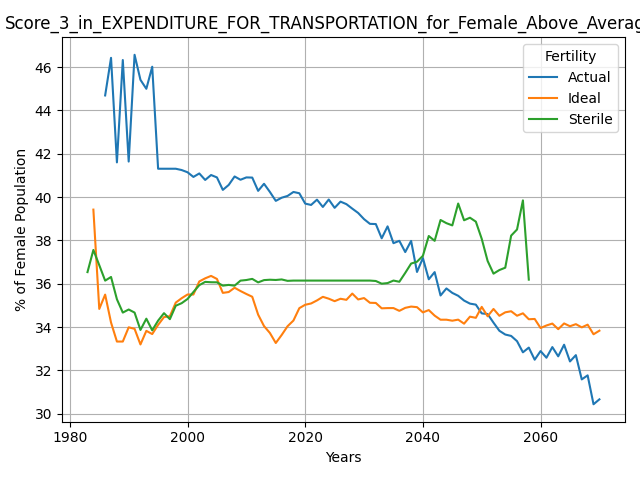 Score_3_in_EXPENDITURE_FOR_TRANSPORTATION_for_Female_Above_Averag
Fertility
Actual
Ideal
Sterile
% of Female Population
46
44
42
40
38
36
34
32
30
1980
2000
2020
2040
2060
Years